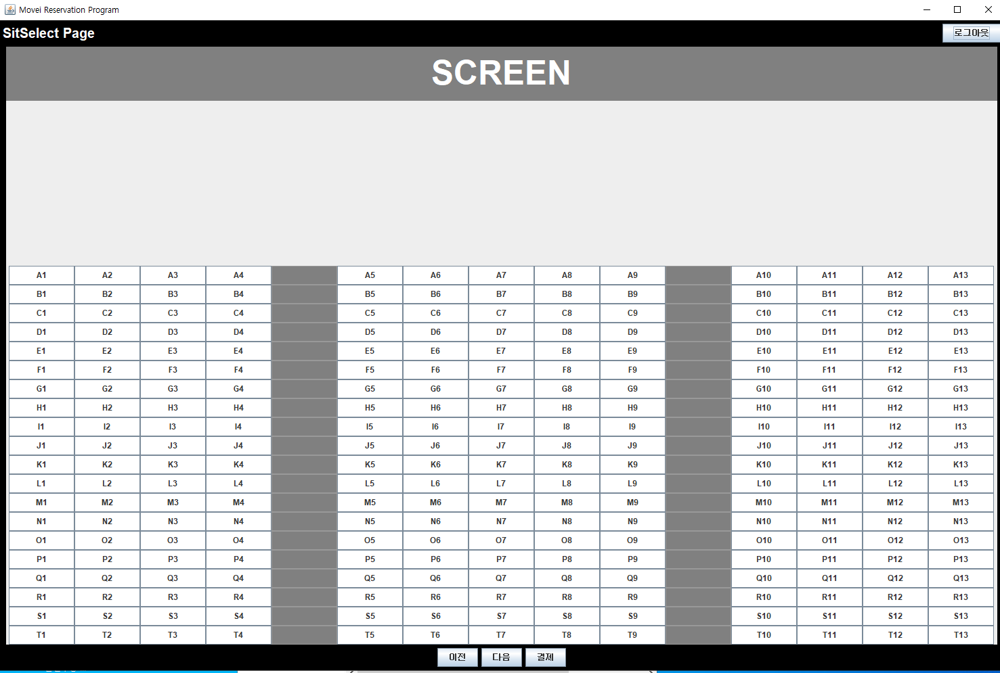 Movei Reservation Program
SitSelect Page 로그아웃
SCREEN
A1 A2 A3 A4 A5 A6 A7 A8 A9 A10 A11 A12 A13
B1 B2 B3 B4 B5 B6 B7 B8 B9 B10 B11 B12 B13
C1 C2 C3 C4 C5 C6 C7 C8 C9 C10 C11 C12 C13
D1 D2 D3 D4 D5 D6 D7 D8 D9 D10 D11 D12 D13
E1 E2 E3 E4 E5 E6 E7 E8 E9 E10 E11 E12 E13
F1 F2 F3 F4 F5 F6 F7 F8 F9 F10 F11 F12 F13
G1 G2 G3 G4 G5 G6 G7 G8 G9 G10 G11 G12 G13
H1 H2 H3 H4 H5 H6 H7 H8 H9 H10 H11 H12 H13
I1 I2 I3 I4 I5 I6 I7 I8 I9 I10 I11 I12 I13
J1 J2 J3 J4 J5 J6 J7 J8 J9 J10 J11 J12 J13
K1 K2 K3 K4 K5 K6 K7 K8 K9 K10 K11 K12 K13
L1 L2 L3 L4 L5 L6 L7 L8 L9 L10 L11 L12 L13
M1 M2 M3 M4 M5 M6 M7 M8 M9 M10 M11 M12 M13
N1 N2 N3 N4 N5 N6 N7 N8 N9 N10 N11 N12 N13
O1 O2 O3 O4 O5 O6 O7 O8 O9 O10 O11 O12 O13
P1 P2 P3 P4 P5 P6 P7 P8 P9 P10 P11 P12 P13
Q1 Q2 Q3 Q4 Q5 Q6 Q7 Q8 Q9 Q10 Q11 Q12 Q13
R1 R2 R3 R4 R5 R6 R7 R8 R9 R10 R11 R12 R13
S1 S2 S3 S4 S5 S6 S7 S8 S9 S10 S11 S12 S13
T1 T2 T3 T4 T5 T6 T7 T8 T9 T10 T11 T12 T13
이전 다음 결제